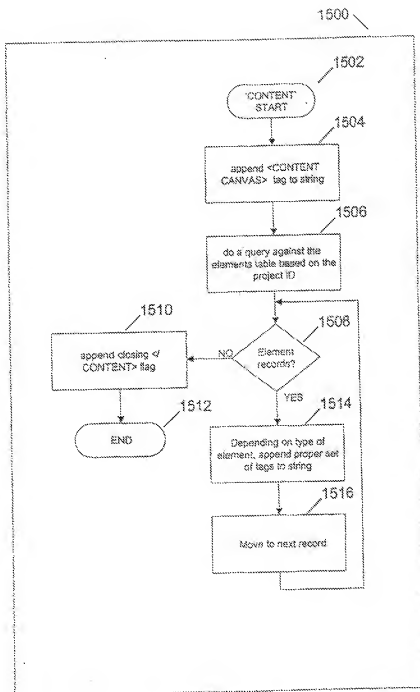 1500
1502
'CONTENT'
START
1504
append <CONTENT
CANVAS> tag to string
1506
do a query against the
elements table based on the
project ID
1510
1508
append closing </
CONTENT> flag
NO
Element
records?
1512
YES
END
1514
Depending on type of
element, append proper set
of tags to string
1516
Move to next record